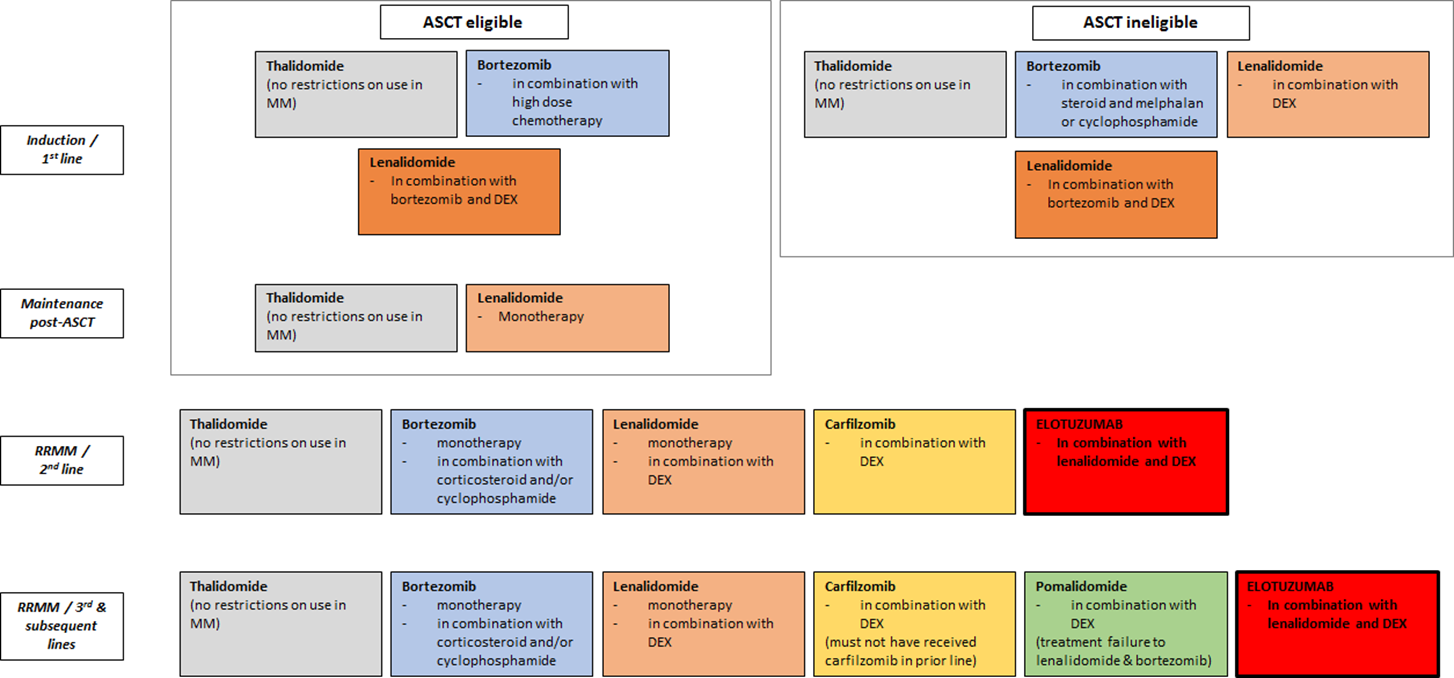 ASCT eligible
ASCT ineligible
Induction /
1st line
Thalidomide
(no restrictions on use in
MM)
Bortezomib
- in combination with
high dose
chemotherapy
Lenalidomide
- In combination with
bortezomib and DEX
Thalidomide
(no restrictions on use in
MM)
Bortezomib
- in combination with
steroid and melphalan
or cyclophosphamide
Lenalidomide
- in combination with
DEX
Lenalidomide
- In combination with
bortezomib and DEX
Maintenance
post-ASCT
Thalidomide
(no restrictions on use in
MM)
Lenalidomide
- Monotherapy
RRMM /
2nd line
Thalidomide
(no restrictions on use in
MM)
Bortezomib
- monotherapy
- in combination with
corticosteroid and/or
cyclophosphamide
Lenalidomide
- monotherapy
- in combination with
DEX
Carfilzomib
- in combination with
DEX
ELOTUZUMAB
- In combination with
lenalidomide and DEX
RRMM / 3rd &
subsequent
lines
Thalidomide
(no restrictions on use in
MM)
Bortezomib
- monotherapy
- in combination with
corticosteroid and/or
cyclophosphamide
Lenalidomide
- monotherapy
- in combination with
DEX
Carfilzomib
- in combination with
DEX
(must not have received
carfilzomib in prior line)
Pomalidomide
- in combination with
DEX
(treatment failure to
lenalidomide & bortezomib)
ELOTUZUMAB
- In combination with
lenalidomide and DEX